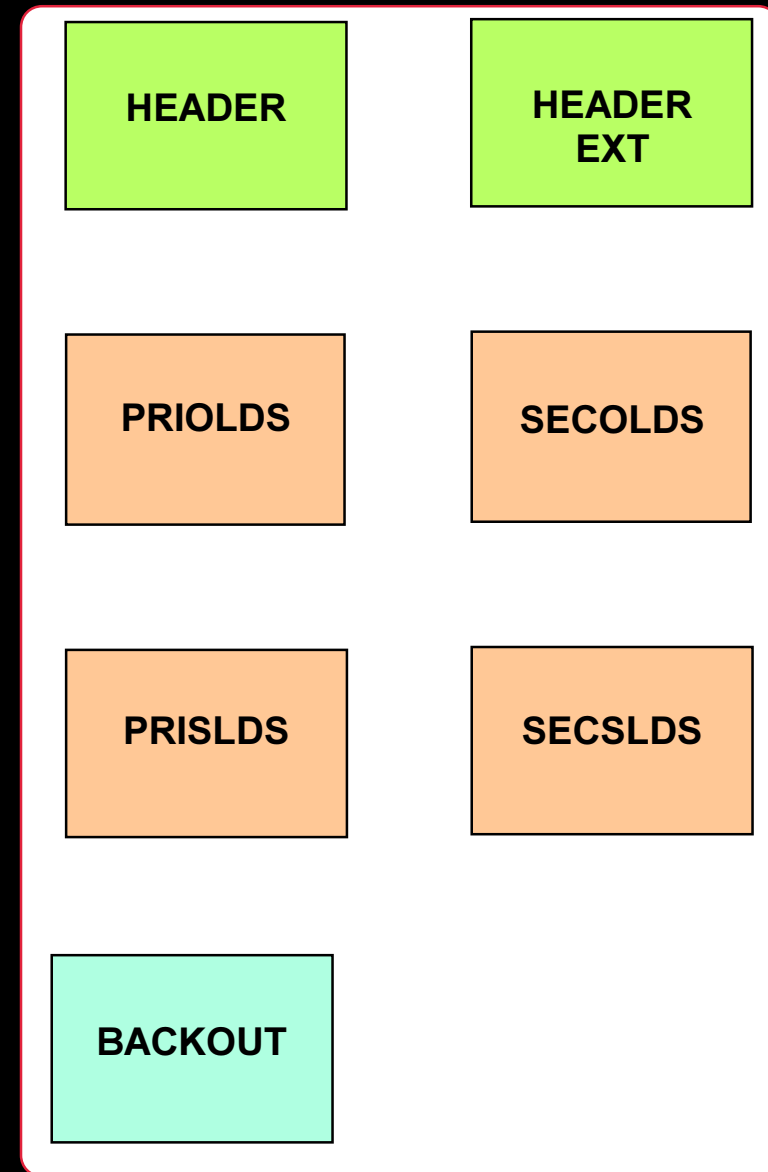 HEADER
HEADER
EXT
PRIOLDS
SECOLDS
PRISLDS
SECSLDS
BACKOUT